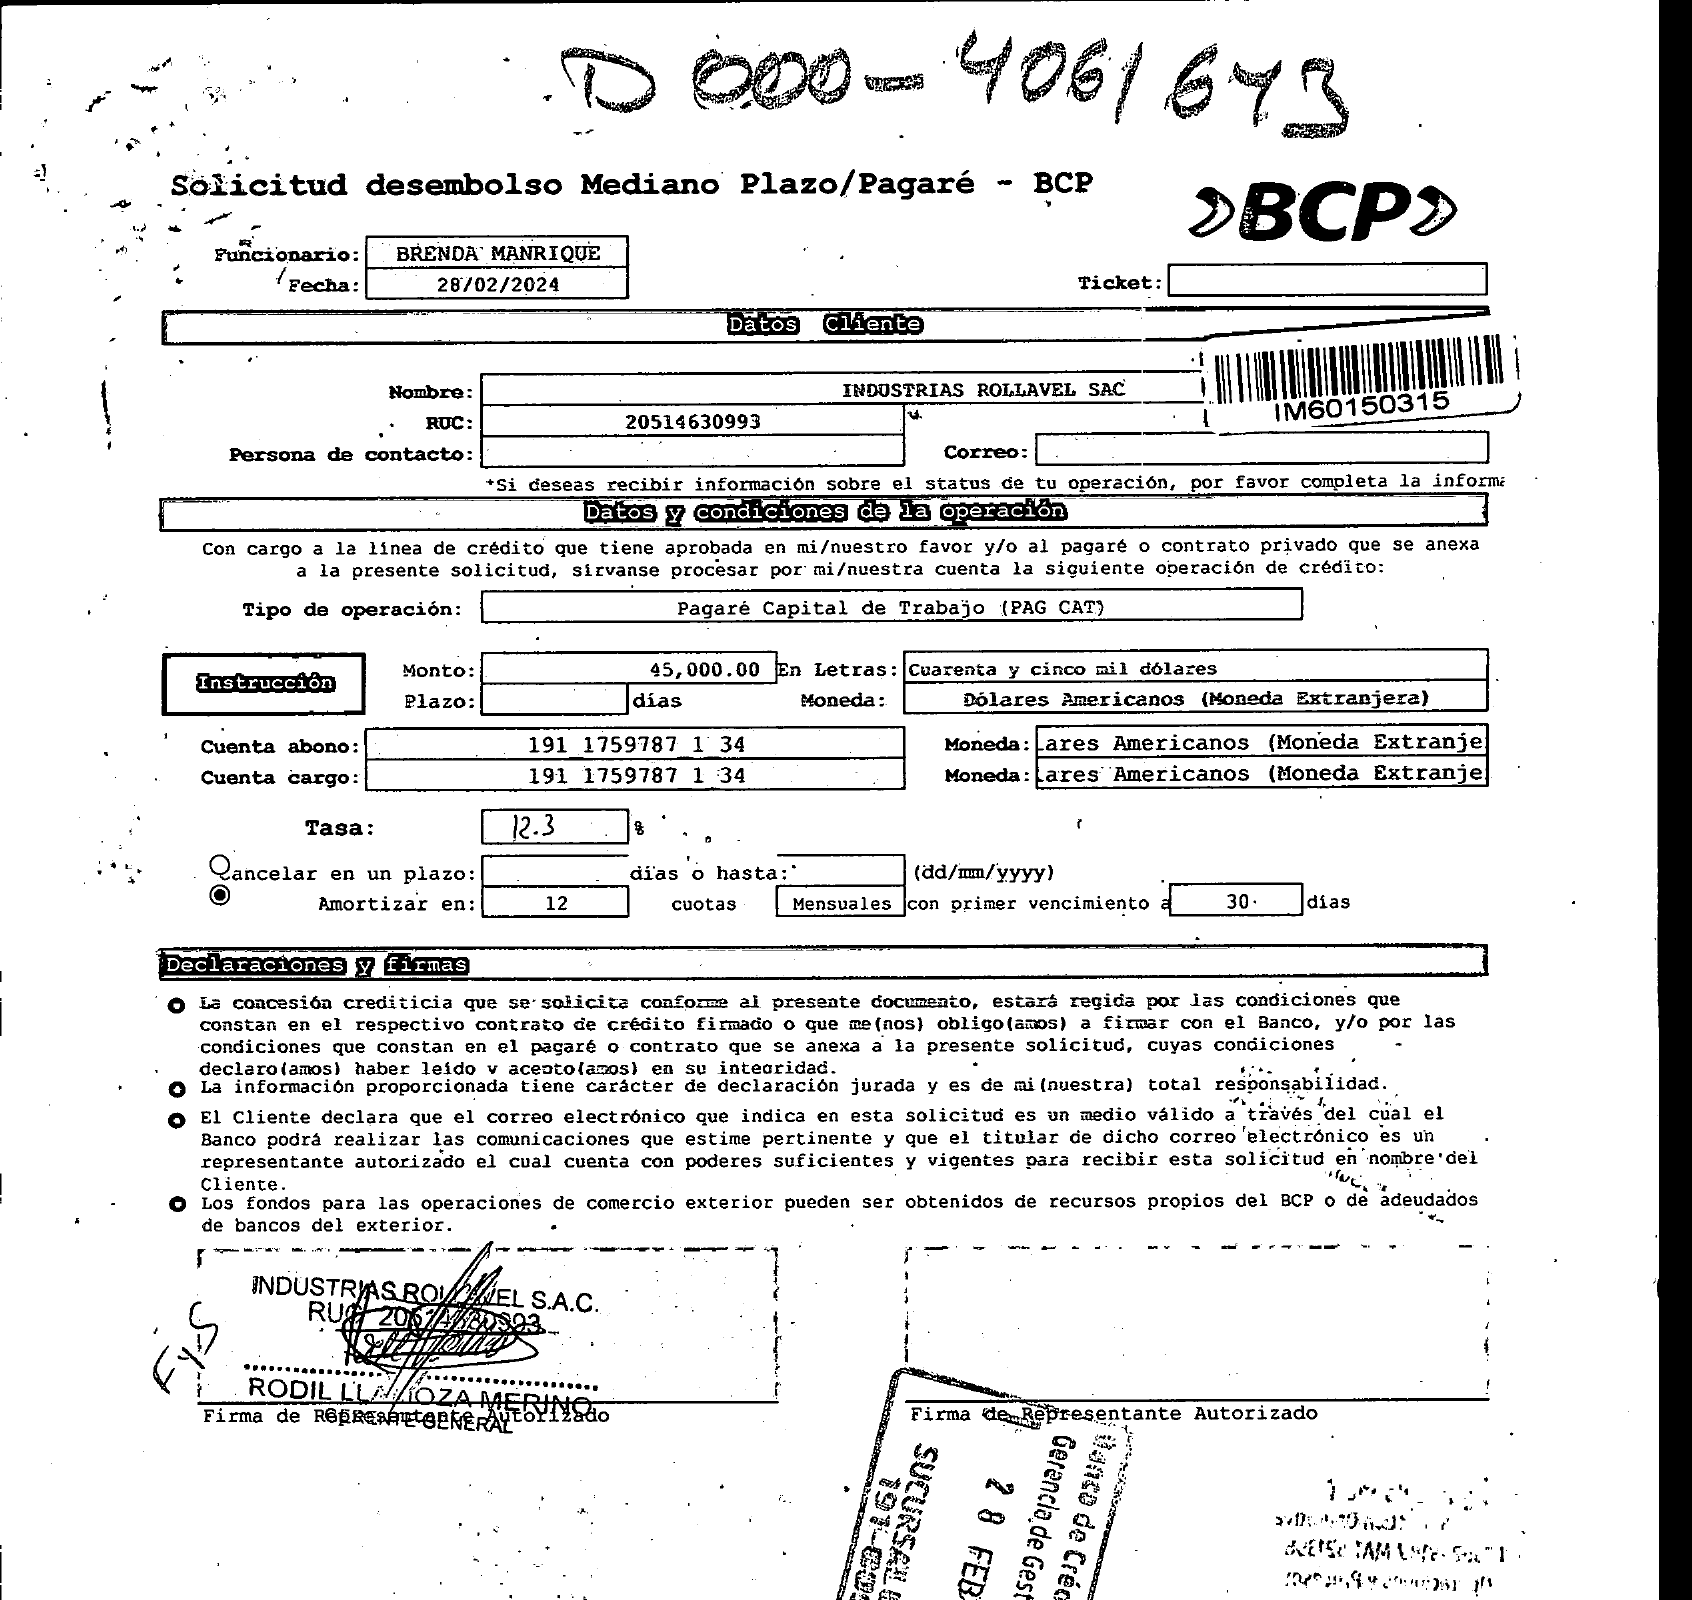 D 000-4061643
Solicitud desembolso Mediano Plazo/Pagaré - BCP
BCP
Funcionario: BRENDA MANRIQUE
Fecha: 28/02/2024
Ticket:
Datos Cliente
Nombre: INDUSTRIAS ROLLAVEL SAC
IM60150315
RUC: 20514630993
Persona de contacto:
Correo:
*Si deseas recibir información sobre el status de tu operación, por favor completa la informa
Datos y condiciones de la operación
Con cargo a la línea de crédito que tiene aprobada en mi/nuestro favor y/o al pagaré o contrato privado que se anexa
a la presente solicitud, sirvanse procesar por mi/nuestra cuenta la siguiente operación de crédito:
Tipo de operación: Pagaré Capital de Trabajo (PAG CAT)
Instrucción
Monto: 45,000.00 En Letras: Cuarenta y cinco mil dólares
Plazo: días Moneda: Dólares Americanos (Moneda Extranjera)
Cuenta abono: 191 1759787 1 34 Moneda: ares Americanos (Moneda Extranje
Cuenta cargo: 191 1759787 1 34 Moneda: ares Americanos (Moneda Extranje
Tasa: 12.3 %
ancelar en un plazo: días o hasta: (dd/mm/yyyy)
Amortizar en: 12 cuotas Mensuales con primer vencimiento a 30 días
Declaraciones y firmas
La concesión crediticia que se solicita conforme al presente documento, estará regida por las condiciones que
constan en el respectivo contrato de crédito firmado o que me(nos) obligo(amos) a firmar con el Banco, y/o por las
condiciones que constan en el pagaré o contrato que se anexa a la presente solicitud, cuyas condiciones
declaro(amos) haber leído y acepto(amos) en su integridad.
La información proporcionada tiene carácter de declaración jurada y es de mi(nuestra) total responsabilidad.
El Cliente declara que el correo electrónico que indica en esta solicitud es un medio válido a través del cual el
Banco podrá realizar las comunicaciones que estime pertinente y que el titular de dicho correo electrónico es un
representante autorizado el cual cuenta con poderes suficientes y vigentes para recibir esta solicitud en nombre del
Cliente.
Los fondos para las operaciones de comercio exterior pueden ser obtenidos de recursos propios del BCP o de adeudados
de bancos del exterior.
INDUSTRIAS ROLLAVEL S.A.C.
RUC 20514630993
FyS
RODIL LLAMOZA MERINO
GERENTE GENERAL
Firma de Representante Autorizado
Firma de Representante Autorizado
Banco de Créd
Gerencia de Gest
28 FEB
SUCURSAL